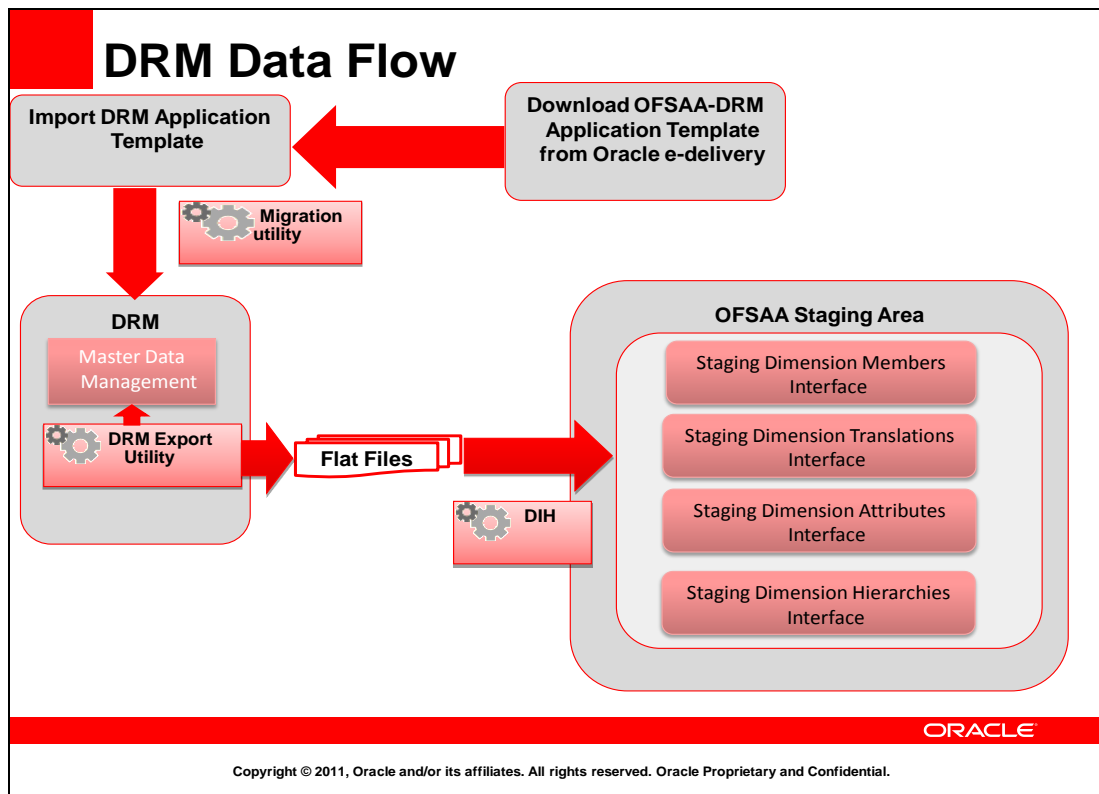 DRM Data Flow
Import DRM Application
Template
Download OFSAA-DRM
Application Template
from Oracle e-delivery
Migration
utility
DRM
Master Data
Management
DRM Export
Utility
Flat Files
DIH
OFSAA Staging Area
Staging Dimension Members
Interface
Staging Dimension Translations
Interface
Staging Dimension Attributes
Interface
Staging Dimension Hierarchies
Interface
ORACLE
Copyright © 2011, Oracle and/or its affiliates. All rights reserved. Oracle Proprietary and Confidential.